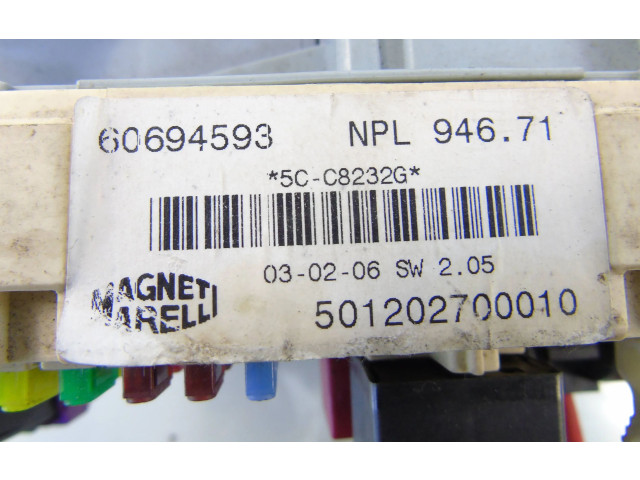 60694593 NPL 946.71
*5C-C8232G*
03-02-06 SW 2.05
MAGNETI
MARELLI
501202700010